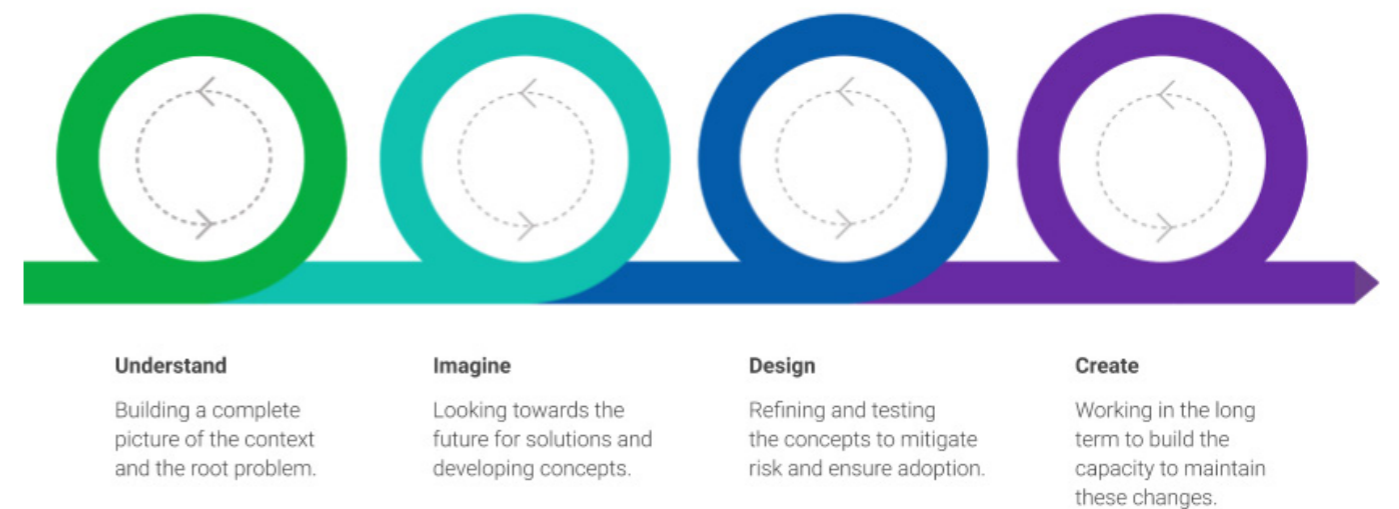 Understand
Building a complete
picture of the context
and the root problem.
Imagine
Looking towards the
future for solutions and
developing concepts.
Design
Refining and testing
the concepts to mitigate
risk and ensure adoption.
Create
Working in the long
term to build the
capacity to maintain
these changes.